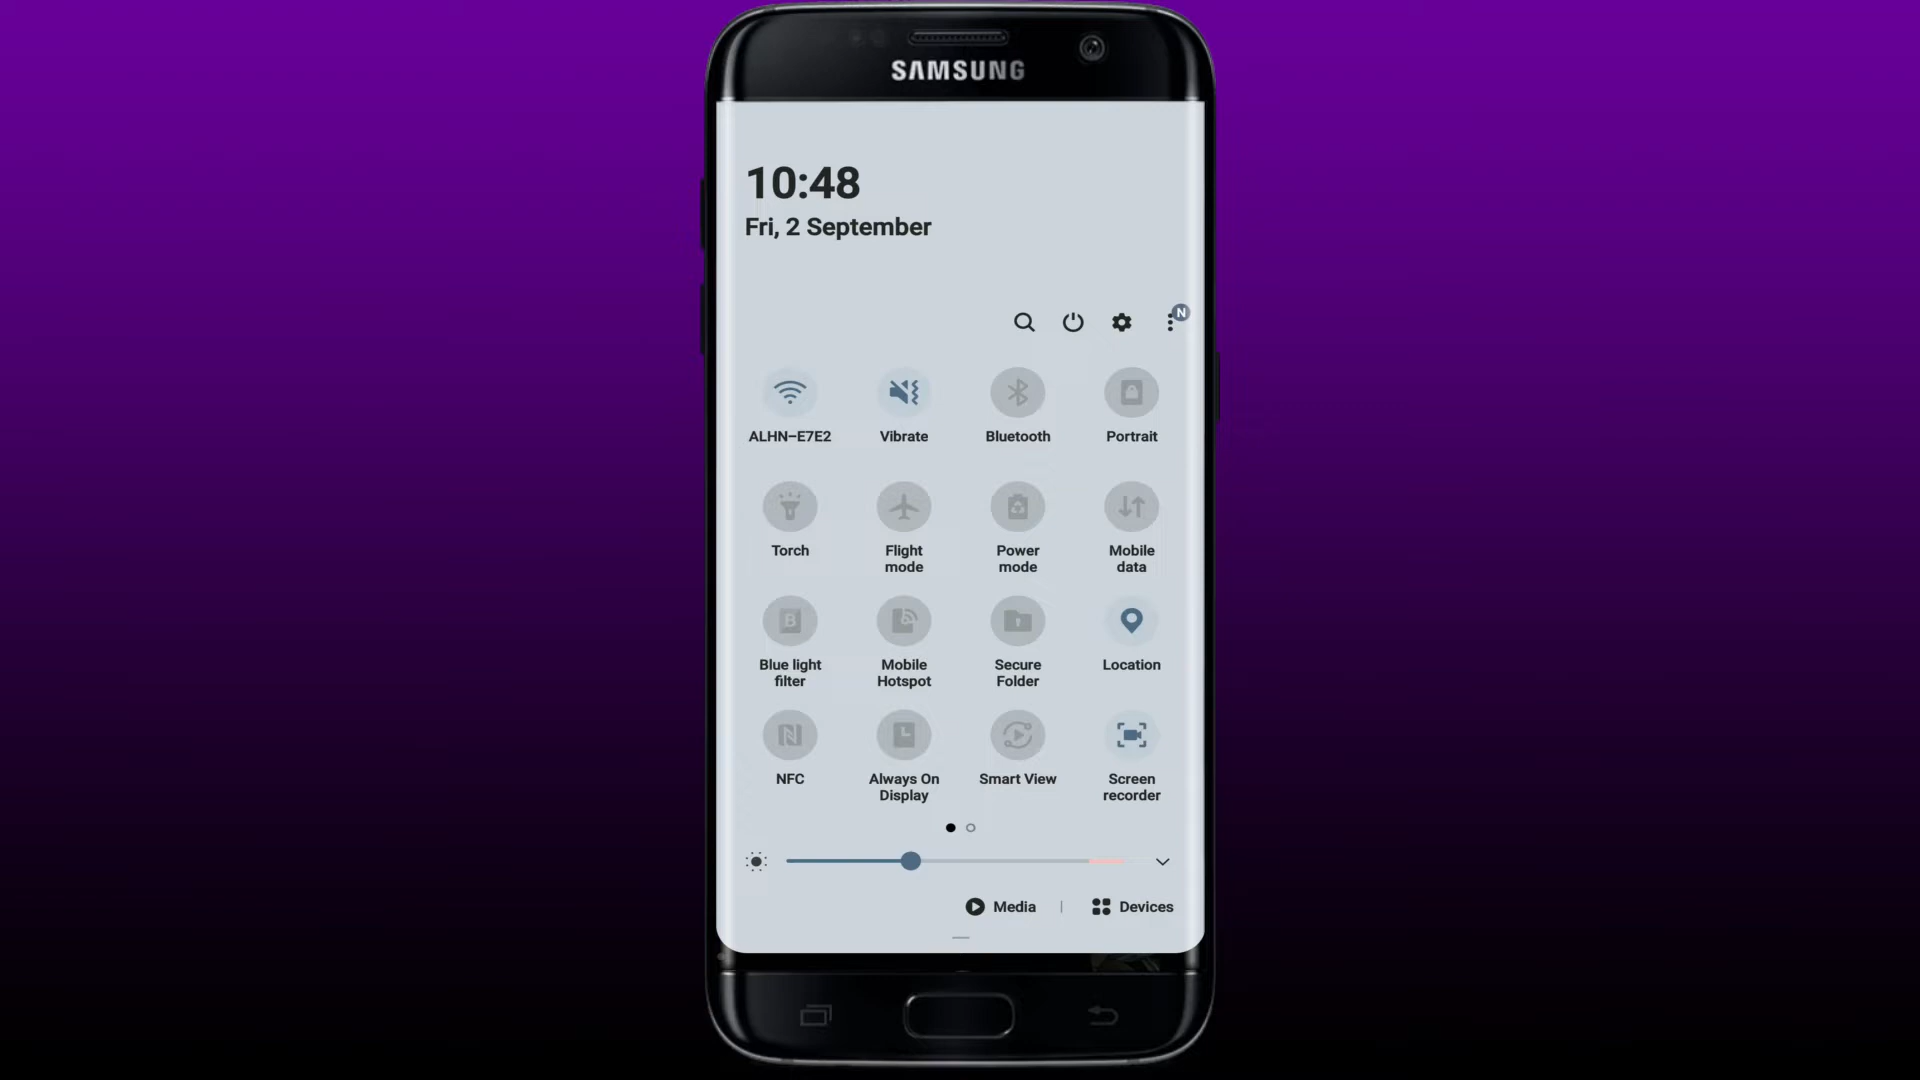 SAMSUNG
10:48
Fri, 2 September
N
ALHN-E7E2 Vibrate Bluetooth Portrait
Torch Flight mode Power mode Mobile data
Blue light filter Mobile Hotspot Secure Folder Location
NFC Always On Display Smart View Screen recorder
Media | Devices